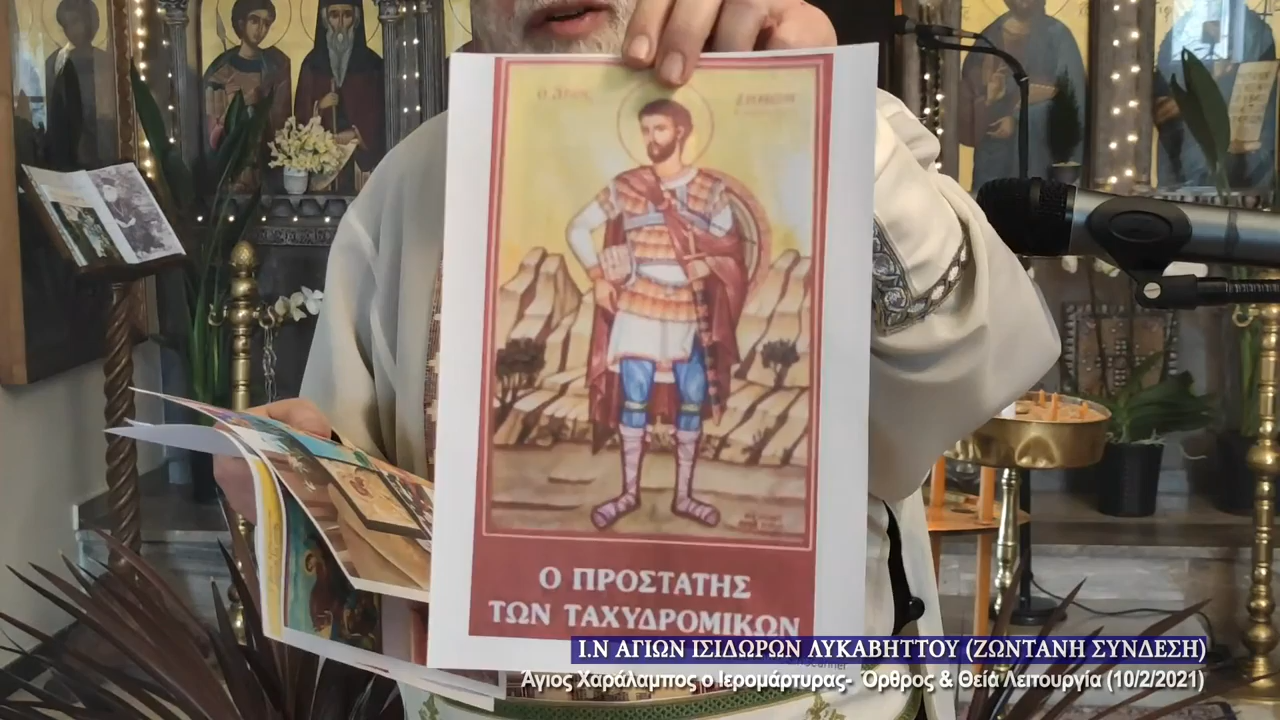 Ο ΠΡΟΣΤΑΤΗΣ
ΤΩΝ ΤΑΧΥΔΡΟΜΙΚΩΝ
Ι.Ν ΑΓΙΩΝ ΙΣΙΔΩΡΩΝ ΛΥΚΑΒΗΤΤΟΥ (ΖΩΝΤΑΝΗ ΣΥΝΔΕΣΗ)
Άγιος Χαράλαμπος ο Ιερομάρτυρας- Όρθρος & Θεία Λειτουργία (10/2/2021)